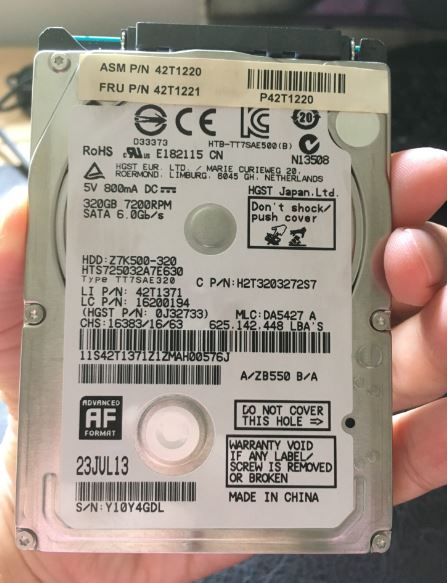 ASM P/N 42T1220
FRU P/N 42T1221
P42T1220
CE
20
D33373
HTB-TT7SAE500(B)
RoHS
E182115 CN
N13508
HGST EUR. LTD. / MARIE CURIEWEG 20,
ROERMOND, LIMBURG, 6045 GH, NETHERLANDS
5V 800mA DC
HGST Japan,Ltd.
320GB 7200RPM
SATA 6.0Gb/s
Don't shock/
push cover
HDD:Z7K500-320
HTS725032A7E630
Type TT7SAE320
C P/N:H2T3203272S7
LI P/N: 42T1371
LC P/N: 16200194
(HGST P/N: 0J32733)
MLC:DA5427 A
CHS:16383/16/63
625,142,448 LBA'S
11S42T1371Z1ZMAH00576J
A/ZB550 B/A
ADVANCED
AF
FORMAT
DO NOT COVER
THIS HOLE ⇒
23JUL13
WARRANTY VOID
IF ANY LABEL/
SCREW IS REMOVED
OR BROKEN
S/N:Y10Y4GDL
MADE IN CHINA